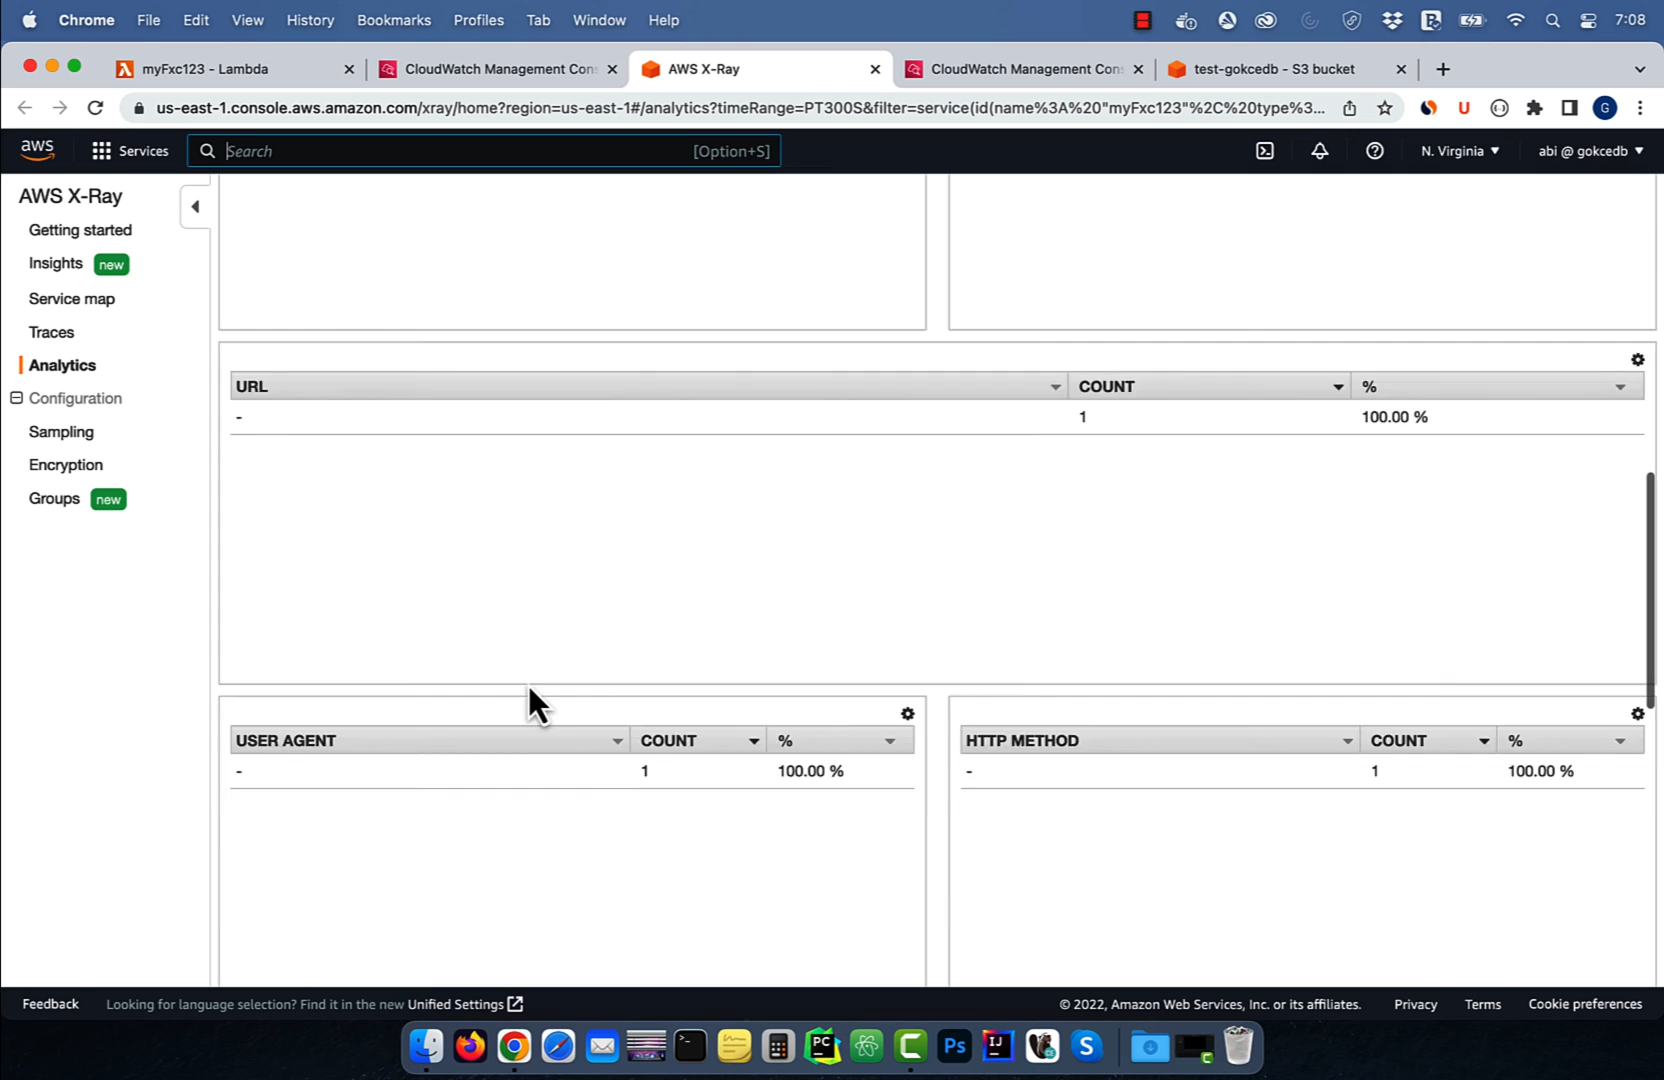 Chrome File Edit View History Bookmarks Profiles Tab Window Help 7:08
myFxc123 - Lambda CloudWatch Management Con AWS X-Ray CloudWatch Management Con test-gokcedb - S3 bucket
us-east-1.console.aws.amazon.com/xray/home?region=us-east-1#/analytics?timeRange=PT300S&filter=service(id(name%3A%20"myFxc123"%2C%20type%3...
aws Services Search [Option+S] N. Virginia abi @ gokcedb
AWS X-Ray
Getting started
Insights new
Service map
Traces
Analytics
Configuration
Sampling
Encryption
Groups new
URL COUNT %
- 1 100.00 %
USER AGENT COUNT %
- 1 100.00 %
HTTP METHOD COUNT %
- 1 100.00 %
Feedback Looking for language selection? Find it in the new Unified Settings © 2022, Amazon Web Services, Inc. or its affiliates. Privacy Terms Cookie preferences
PC Ps IJ